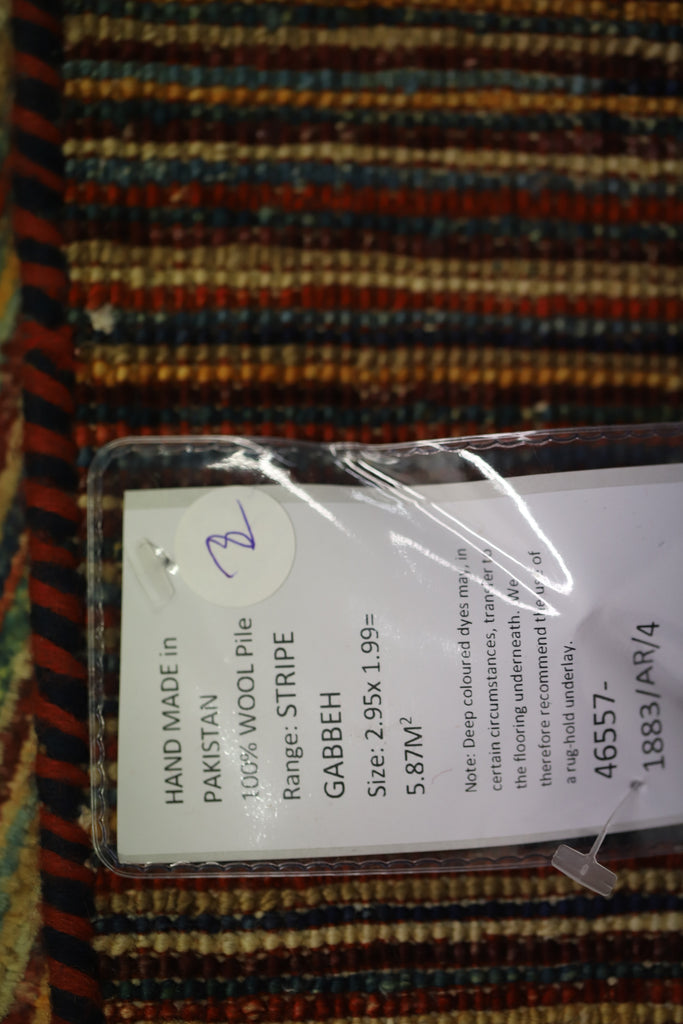 HAND MADE in
PAKISTAN
100% WOOL Pile
Range: STRIPE
GABBEH
Size: 2.95x 1.99=
5.87M²
Note: Deep coloured dyes may, in
certain circumstances, transfer to
the flooring underneath. We
therefore recommend the use of
a rug-hold underlay.
46557-
1883/AR/4